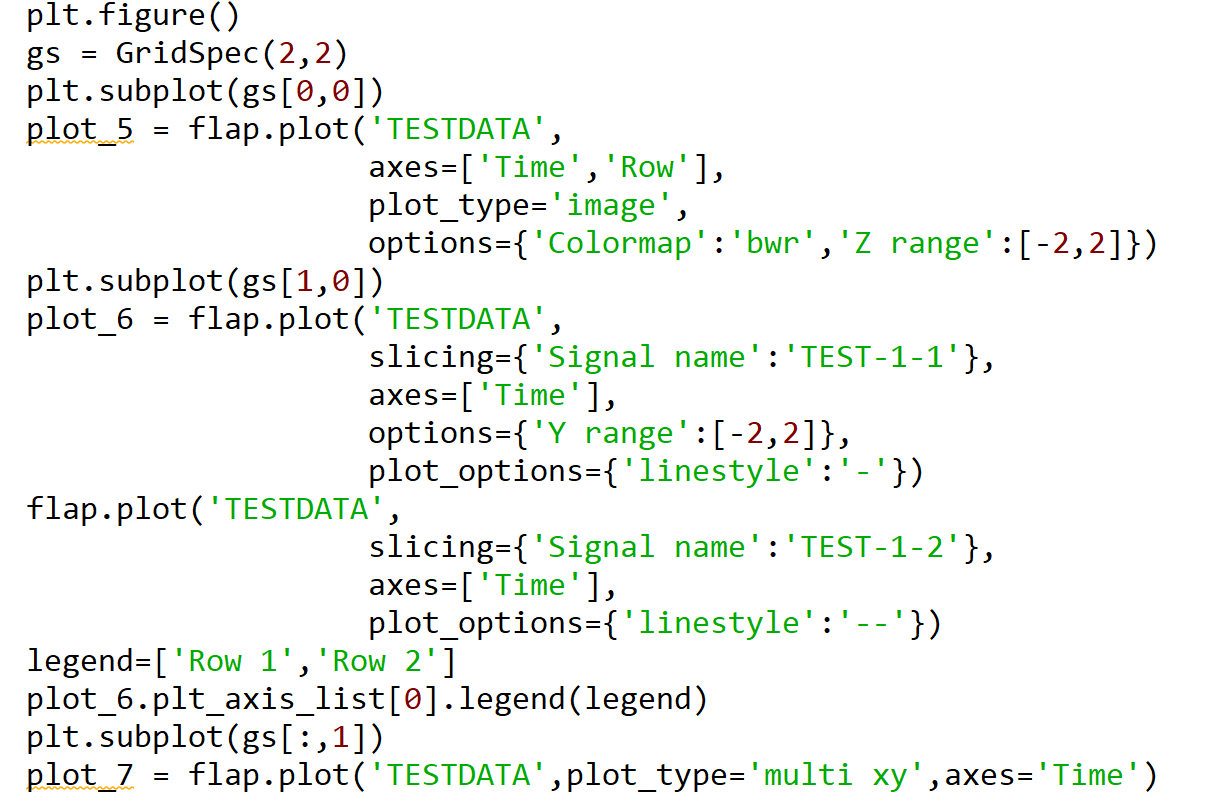 plt.figure()
gs = GridSpec(2,2)
plt.subplot(gs[0,0])
plot_5 = flap.plot('TESTDATA',
                   axes=['Time','Row'],
                   plot_type='image',
                   options={'Colormap':'bwr','Z range':[-2,2]})
plt.subplot(gs[1,0])
plot_6 = flap.plot('TESTDATA',
                   slicing={'Signal name':'TEST-1-1'},
                   axes=['Time'],
                   options={'Y range':[-2,2]},
                   plot_options={'linestyle':'-'})
flap.plot('TESTDATA',
                   slicing={'Signal name':'TEST-1-2'},
                   axes=['Time'],
                   plot_options={'linestyle':'--'})
legend=['Row 1','Row 2']
plot_6.plt_axis_list[0].legend(legend)
plt.subplot(gs[:,1])
plot_7 = flap.plot('TESTDATA',plot_type='multi xy',axes='Time')